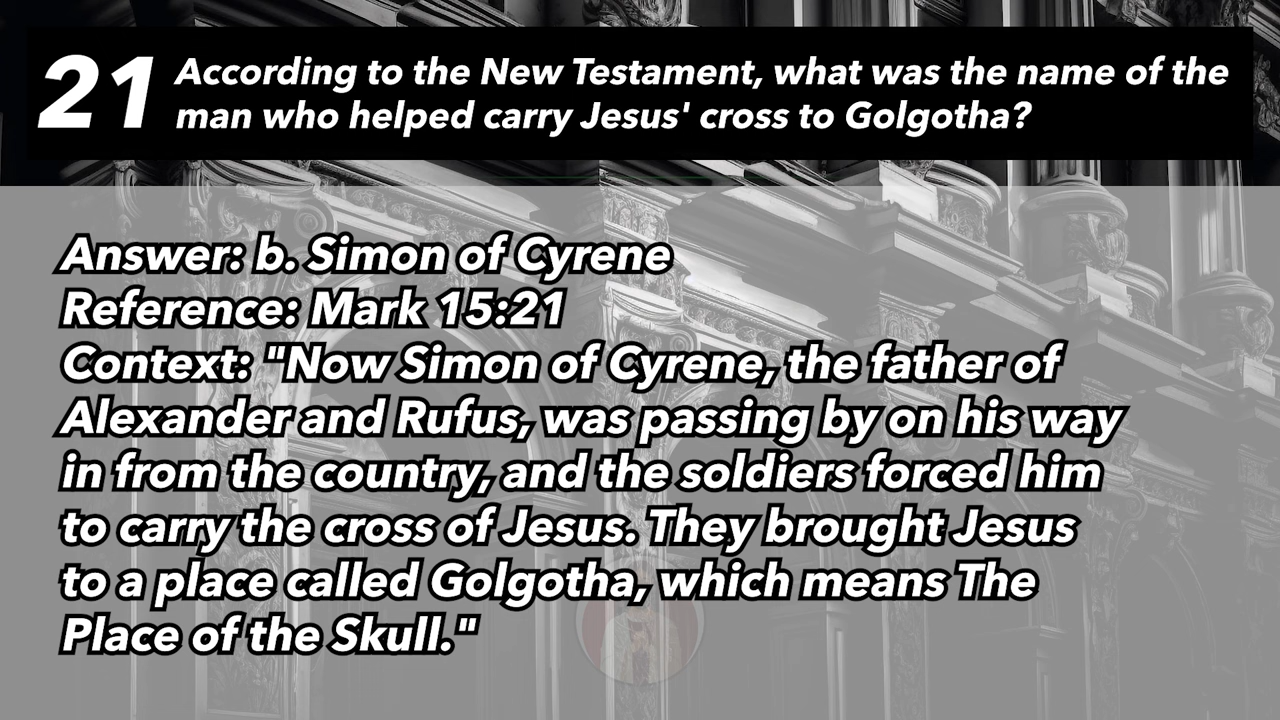 21
According to the New Testament, what was the name of the
man who helped carry Jesus' cross to Golgotha?
Answer: b. Simon of Cyrene
Reference: Mark 15:21
Context: "Now Simon of Cyrene, the father of
Alexander and Rufus, was passing by on his way
in from the country, and the soldiers forced him
to carry the cross of Jesus. They brought Jesus
to a place called Golgotha, which means The
Place of the Skull."